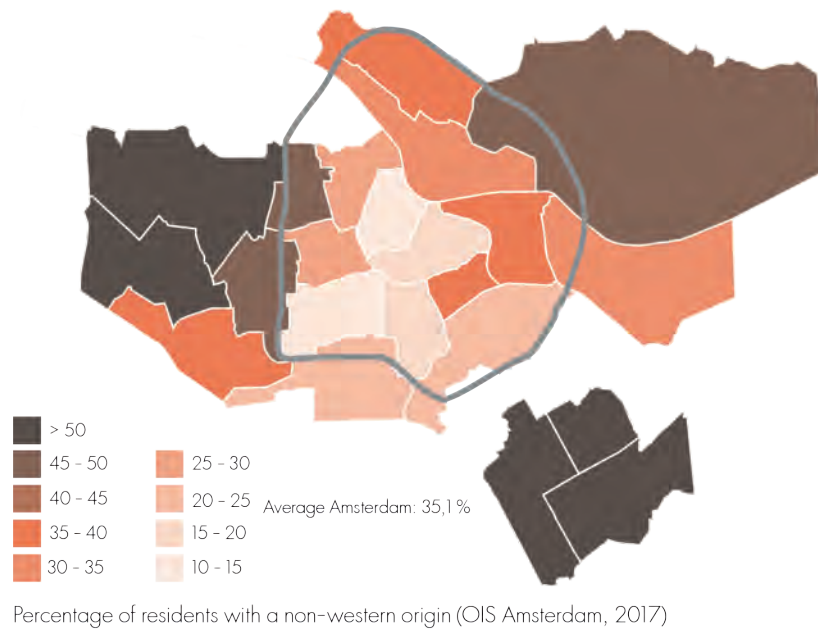 > 50
45 - 50
40 - 45
35 - 40
30 - 35
25 - 30
20 - 25
15 - 20
10 - 15
Average Amsterdam: 35,1 %
Percentage of residents with a non-western origin (OIS Amsterdam, 2017)